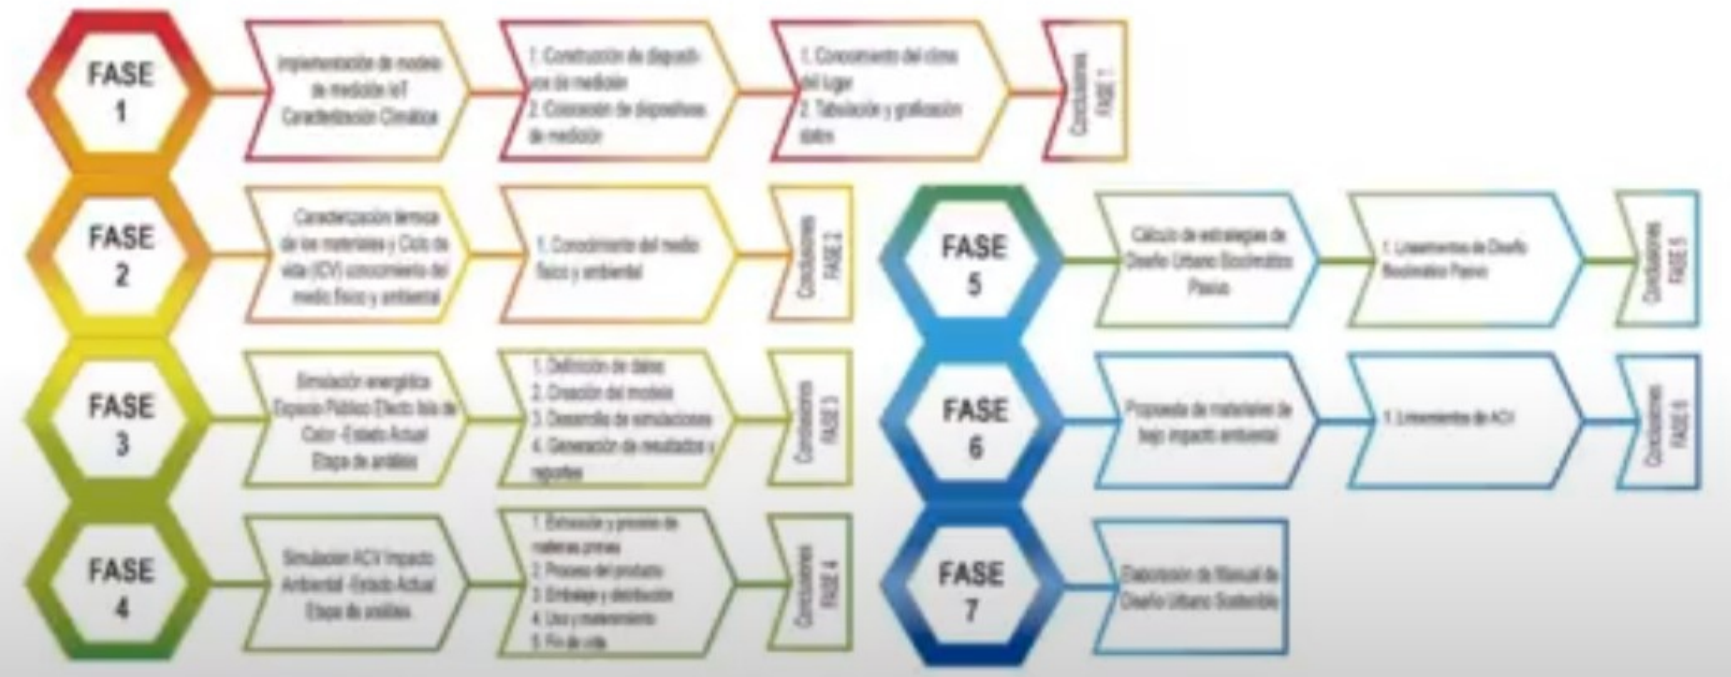 FASE
1
Implementación de modelo
de medición IoT
Caracterización Climática
1. Construcción de dispositi-
vos de medición
2. Colocación de dispositivos
de medición
1. Conocimiento del clima
del lugar
2. Tabulación y graficación
datos
Conclusiones
FASE 1
FASE
2
Caracterización térmica
de los materiales y Ciclo de
vida (ICV) conocimiento del
medio físico y ambiental
1. Conocimiento del medio
físico y ambiental
Conclusiones
FASE 2
FASE
3
Simulación energética
Espacio Público Efecto Isla de
Calor -Estado Actual
Etapa de análisis
1. Definición de datos
2. Creación del modelo
3. Desarrollo de simulaciones
4. Generación de resultados y
reportes
Conclusiones
FASE 3
FASE
4
Simulación ACV Impacto
Ambiental -Estado Actual
Etapa de análisis
1. Extracción y proceso de
materias primas
2. Proceso del producto
3. Embalaje y distribución
4. Uso y mantenimiento
5. Fin de vida
Conclusiones
FASE 4
FASE
5
Cálculo de estrategias de
Diseño Urbano Bioclimático
Pasivo
1. Lineamientos de Diseño
Bioclimático Pasivo
Conclusiones
FASE 5
FASE
6
Propuesta de materiales de
bajo impacto ambiental
1. Lineamientos de ACV
Conclusiones
FASE 6
FASE
7
Elaboración de Manual de
Diseño Urbano Sostenible